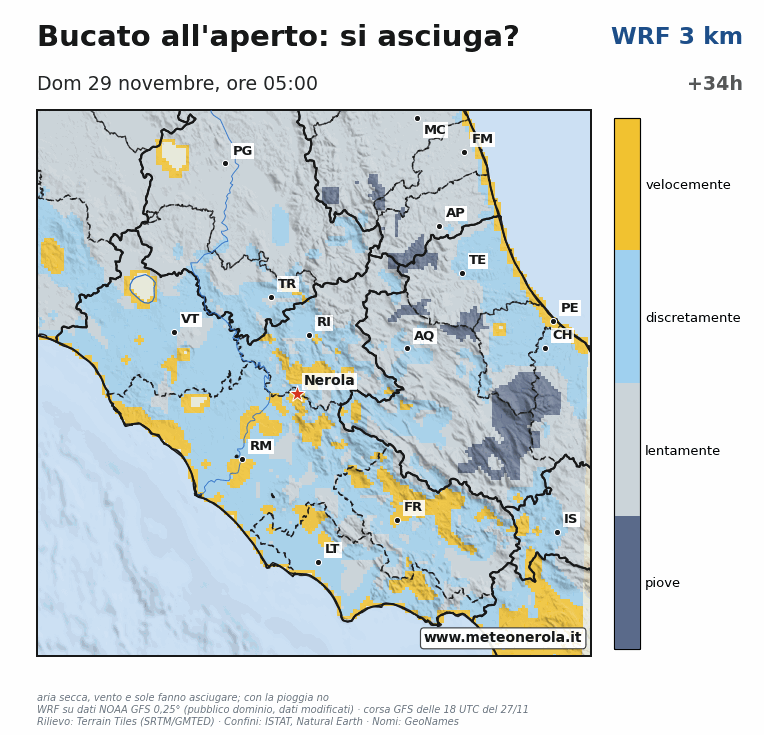 Bucato all'aperto: si asciuga?
WRF 3 km
Dom 29 novembre, ore 05:00
+34h
MC
FM
PG
AP
TE
TR
PE
VT
RI
AQ
CH
Nerola
RM
FR
IS
LT
www.meteonerola.it
velocemente
discretamente
lentamente
piove
aria secca, vento e sole fanno asciugare; con la pioggia no
WRF su dati NOAA GFS 0,25° (pubblico dominio, dati modificati) · corsa GFS delle 18 UTC del 27/11
Rilievo: Terrain Tiles (SRTM/GMTED) · Confini: ISTAT, Natural Earth · Nomi: GeoNames